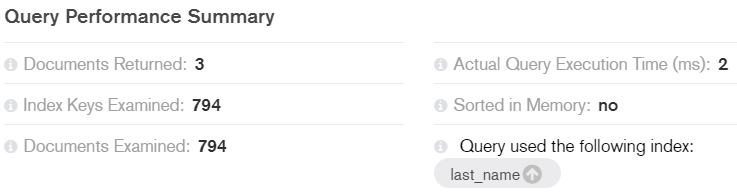 Query Performance Summary
Documents Returned: 3
Index Keys Examined: 794
Documents Examined: 794
Actual Query Execution Time (ms): 2
Sorted in Memory: no
Query used the following index:
last_name